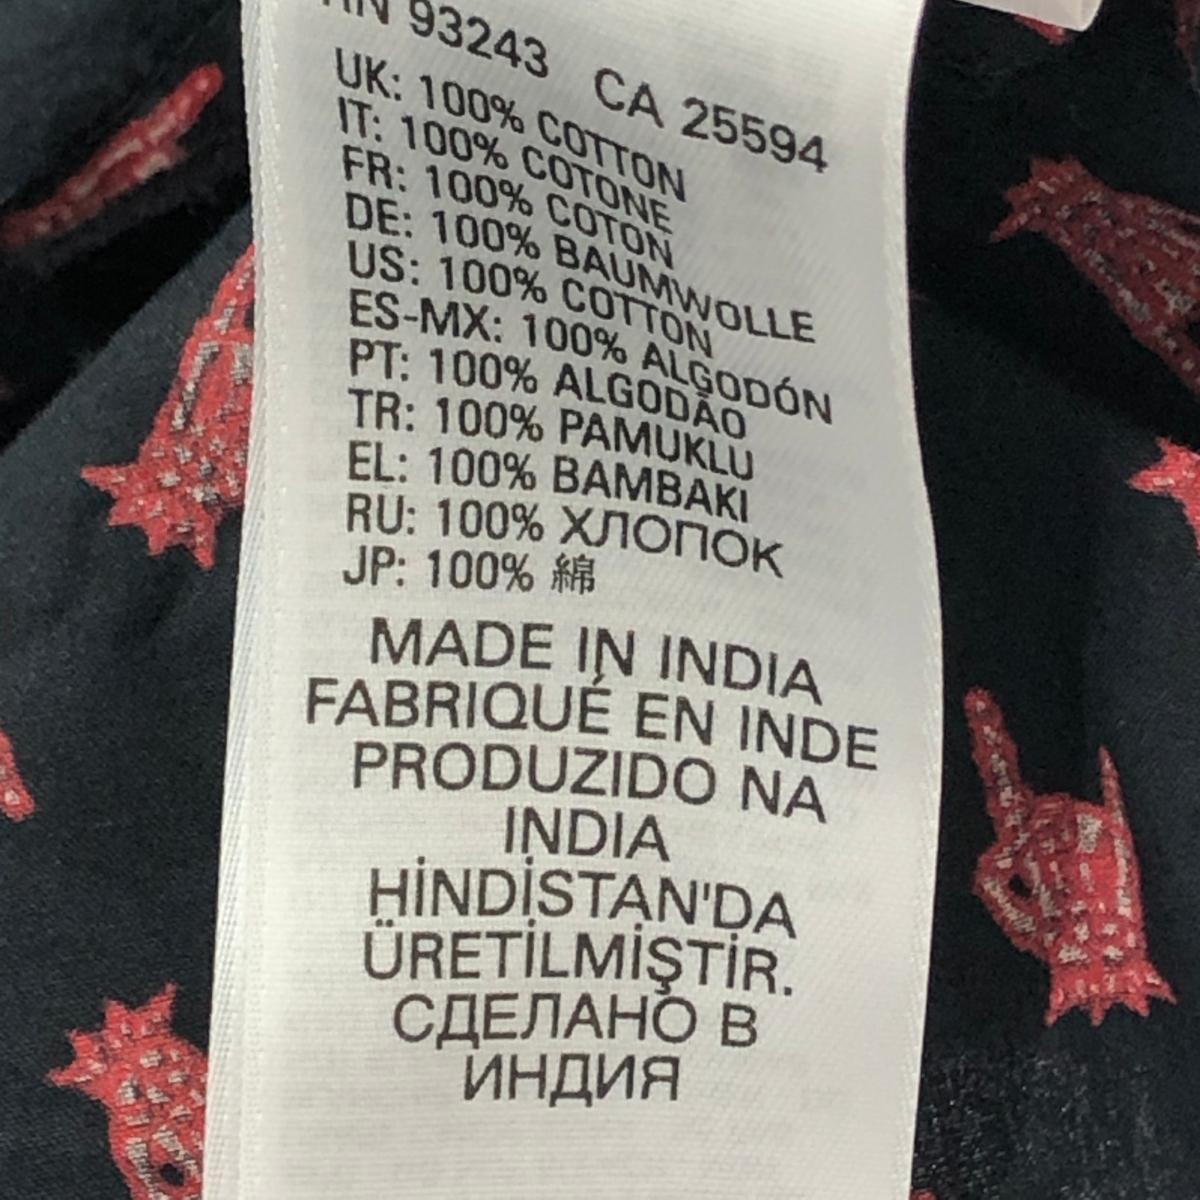 RN 93243 CA 25594
UK: 100% COTTON
IT: 100% COTONE
FR: 100% COTON
DE: 100% BAUMWOLLE
US: 100% COTTON
ES-MX: 100% ALGODÓN
PT: 100% ALGODÃO
TR: 100% PAMUKLU
EL: 100% BAMBAKI
RU: 100% ХЛОПОК
JP: 100% 綿
MADE IN INDIA
FABRIQUÉ EN INDE
PRODUZIDO NA
INDIA
HİNDİSTAN'DA
ÜRETİLMİŞTİR.
СДЕЛАНО В
ИНДИЯ